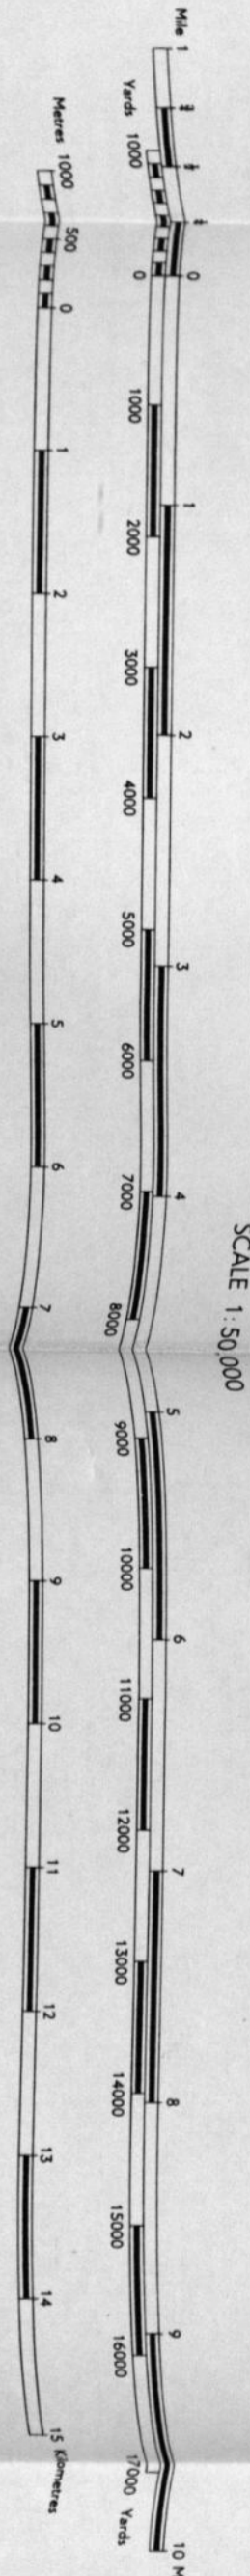 SCALE 1:50,000
Mile 1 ¾ ½ ¼ 0 1 2 3 4 5 6 7 8 9 10 M
Yards 1000 0 1000 2000 3000 4000 5000 6000 7000 8000 9000 10000 11000 12000 13000 14000 15000 16000 17000 Yards
Metres 1000 500 0 1 2 3 4 5 6 7 8 9 10 11 12 13 14 15 Kilometres